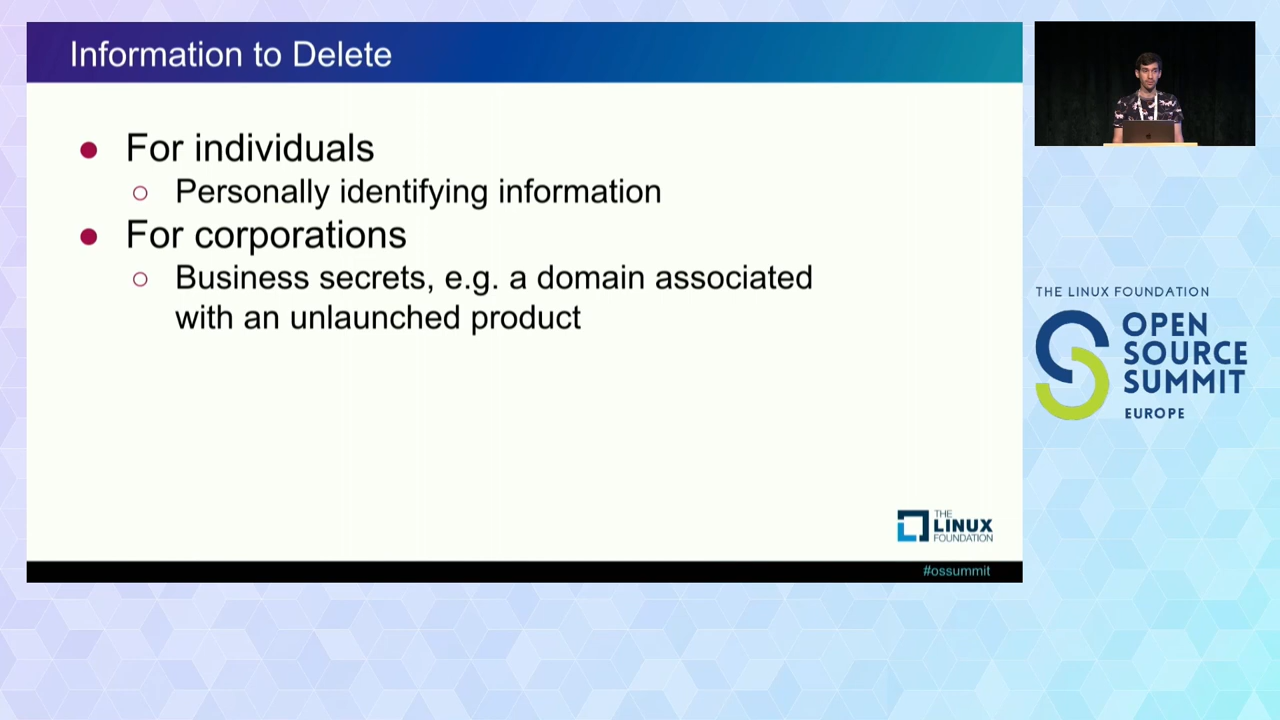 Information to Delete
● For individuals
○ Personally identifying information
● For corporations
○ Business secrets, e.g. a domain associated
with an unlaunched product
THE
LINUX
FOUNDATION
#ossummit
THE LINUX FOUNDATION
OPEN
SOURCE
SUMMIT
EUROPE